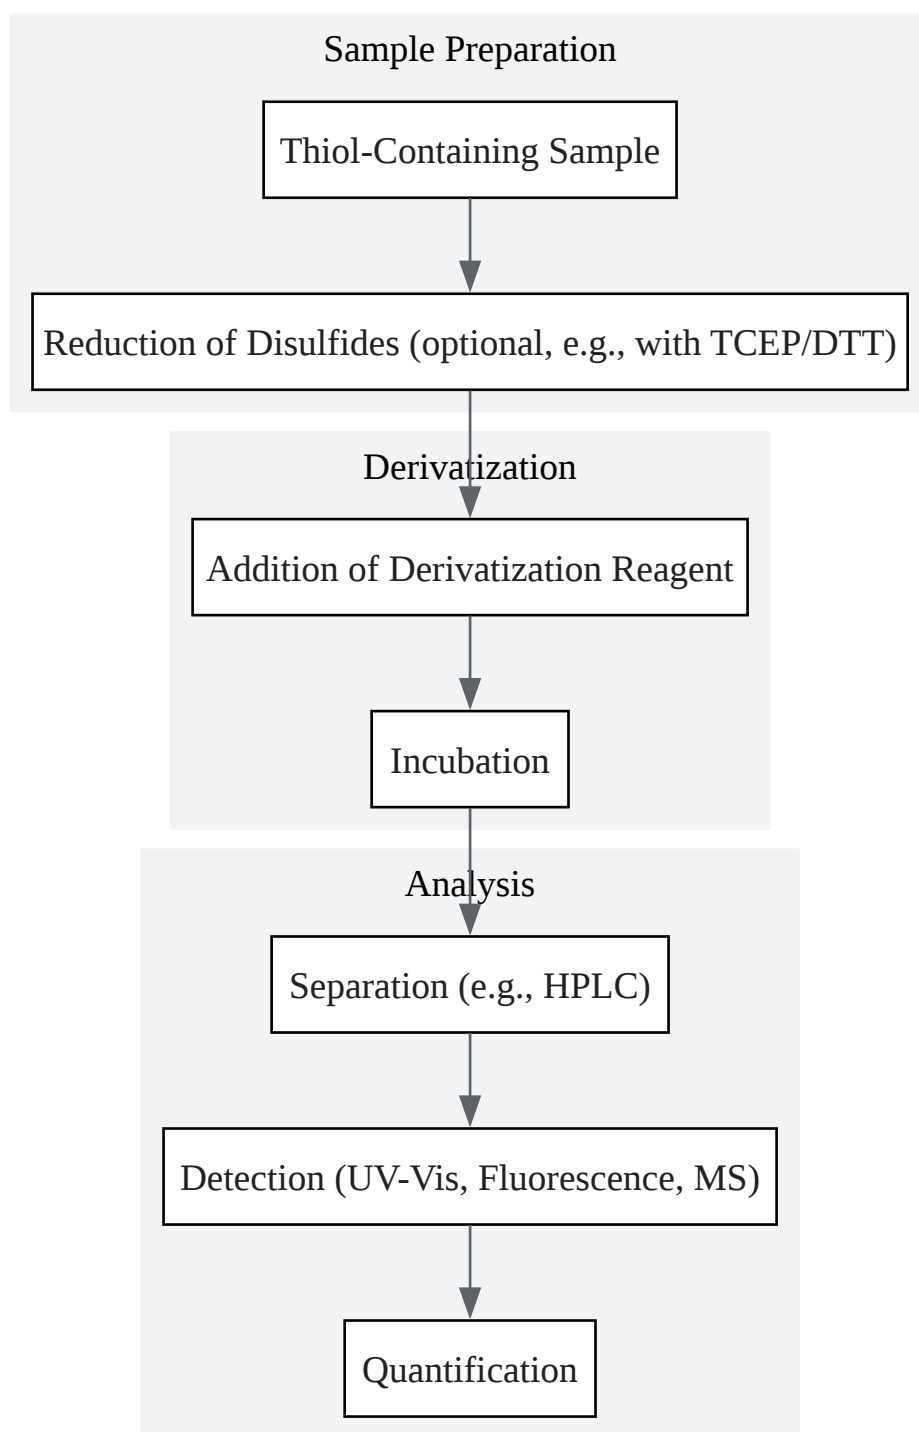 Sample Preparation
Thiol-Containing Sample
Reduction of Disulfides (optional, e.g., with TCEP/DTT)
Derivatization
Addition of Derivatization Reagent
Incubation
Analysis
Separation (e.g., HPLC)
Detection (UV-Vis, Fluorescence, MS)
Quantification